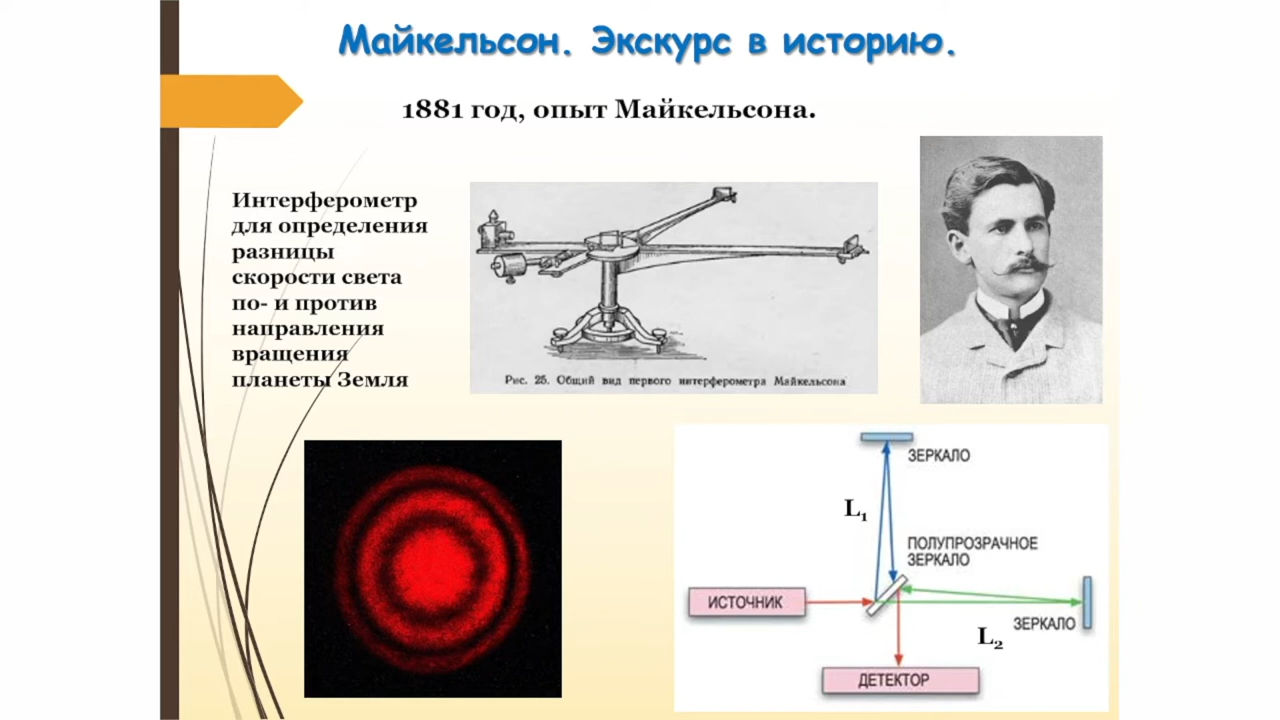 Майкельсон. Экскурс в историю.
1881 год, опыт Майкельсона.
Интерферометр
для определения
разницы
скорости света
по- и против
направления
вращения
планеты Земля
Рис. 25. Общий вид первого интерферометра Майкельсона
ЗЕРКАЛО
L₁
ПОЛУПРОЗРАЧНОЕ
ЗЕРКАЛО
ИСТОЧНИК
ЗЕРКАЛО
L₂
ДЕТЕКТОР